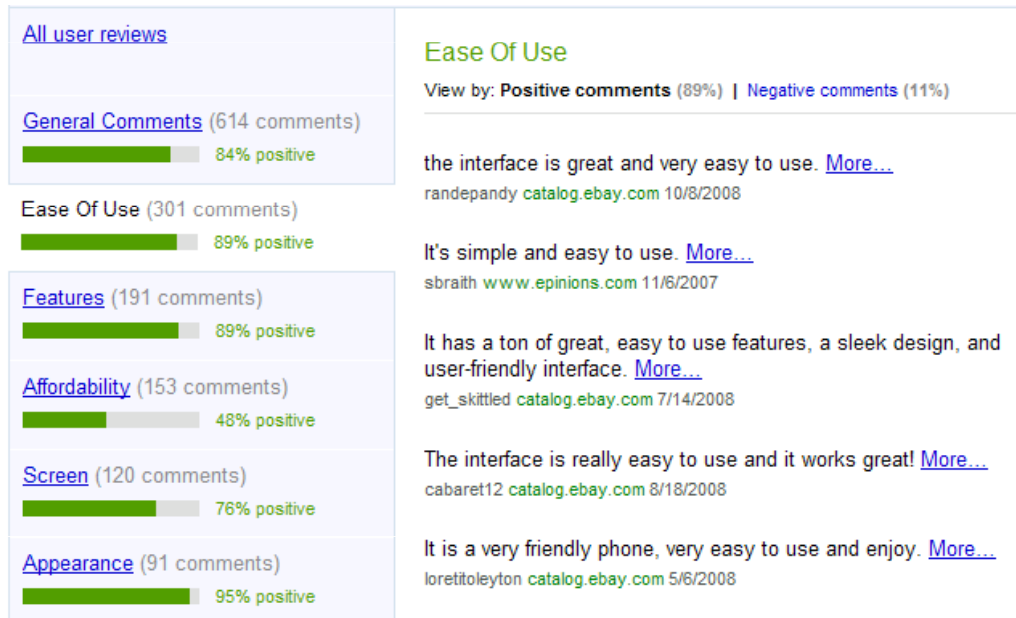 All user reviews
General Comments (614 comments)
84% positive
Ease Of Use (301 comments)
89% positive
Features (191 comments)
89% positive
Affordability (153 comments)
48% positive
Screen (120 comments)
76% positive
Appearance (91 comments)
95% positive
Ease Of Use
View by: Positive comments (89%) | Negative comments (11%)
the interface is great and very easy to use. More...
randepandy catalog.ebay.com 10/8/2008
It's simple and easy to use. More...
sbraith www.epinions.com 11/6/2007
It has a ton of great, easy to use features, a sleek design, and
user-friendly interface. More...
get_skittled catalog.ebay.com 7/14/2008
The interface is really easy to use and it works great! More...
cabaret12 catalog.ebay.com 8/18/2008
It is a very friendly phone, very easy to use and enjoy. More...
loretitoleyton catalog.ebay.com 5/6/2008